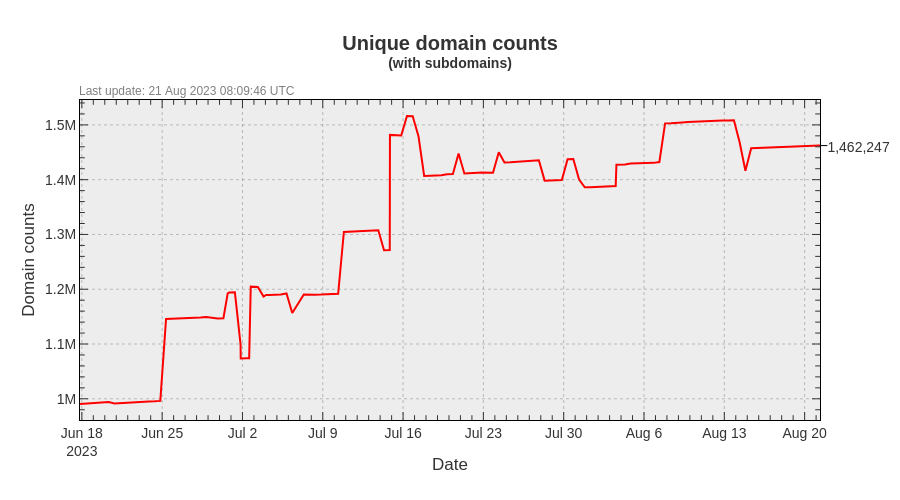 Unique domain counts
(with subdomains)
Last update: 21 Aug 2023 08:09:46 UTC
1.5M
1.4M
1.3M
1.2M
1.1M
1M
Domain counts
1,462,247
Jun 18
2023
Jun 25
Jul 2
Jul 9
Jul 16
Jul 23
Jul 30
Aug 6
Aug 13
Aug 20
Date